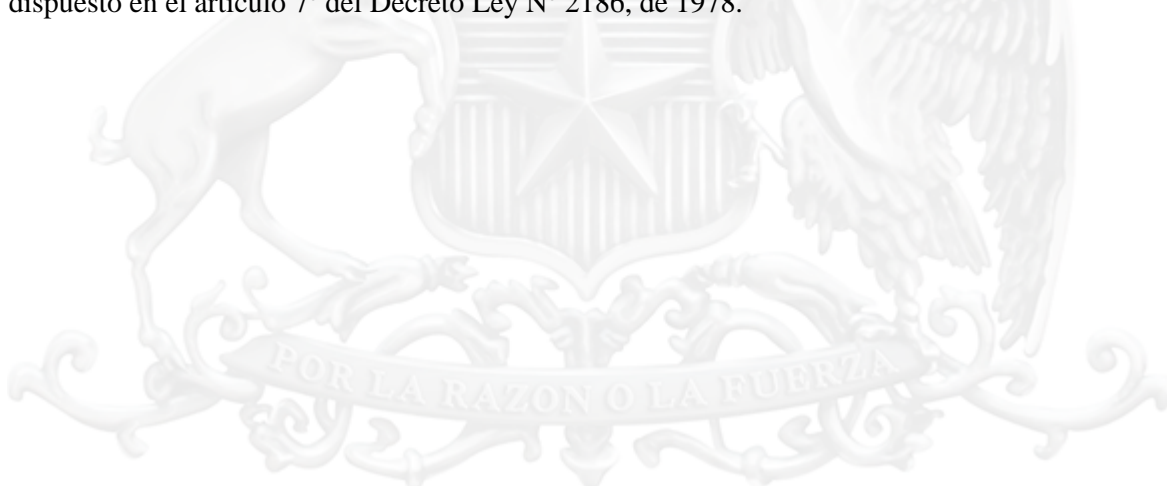 dispuesto en el artículo 7° del Decreto Ley N° 2186, de 1978.
POR LA RAZON O LA FUERZA